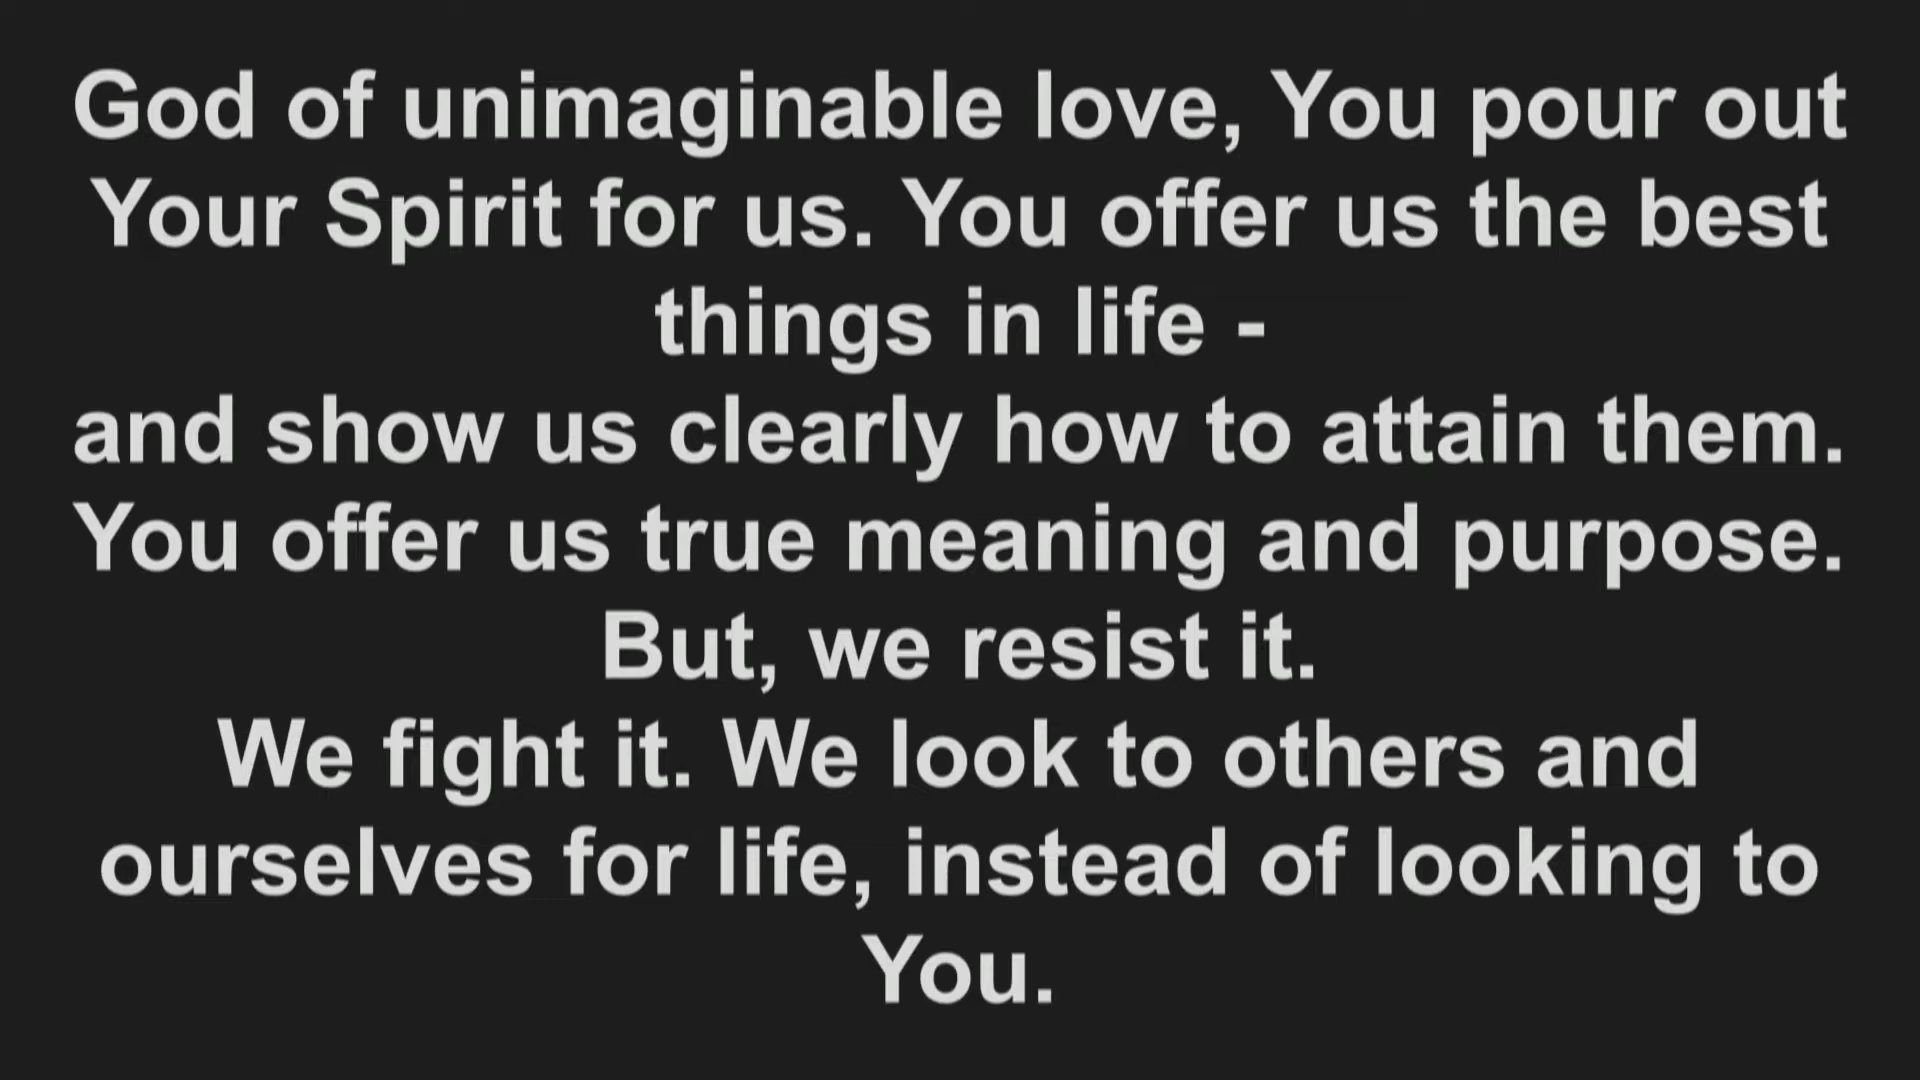 God of unimaginable love, You pour out
Your Spirit for us. You offer us the best
things in life -
and show us clearly how to attain them.
You offer us true meaning and purpose.
But, we resist it.
We fight it. We look to others and
ourselves for life, instead of looking to
You.